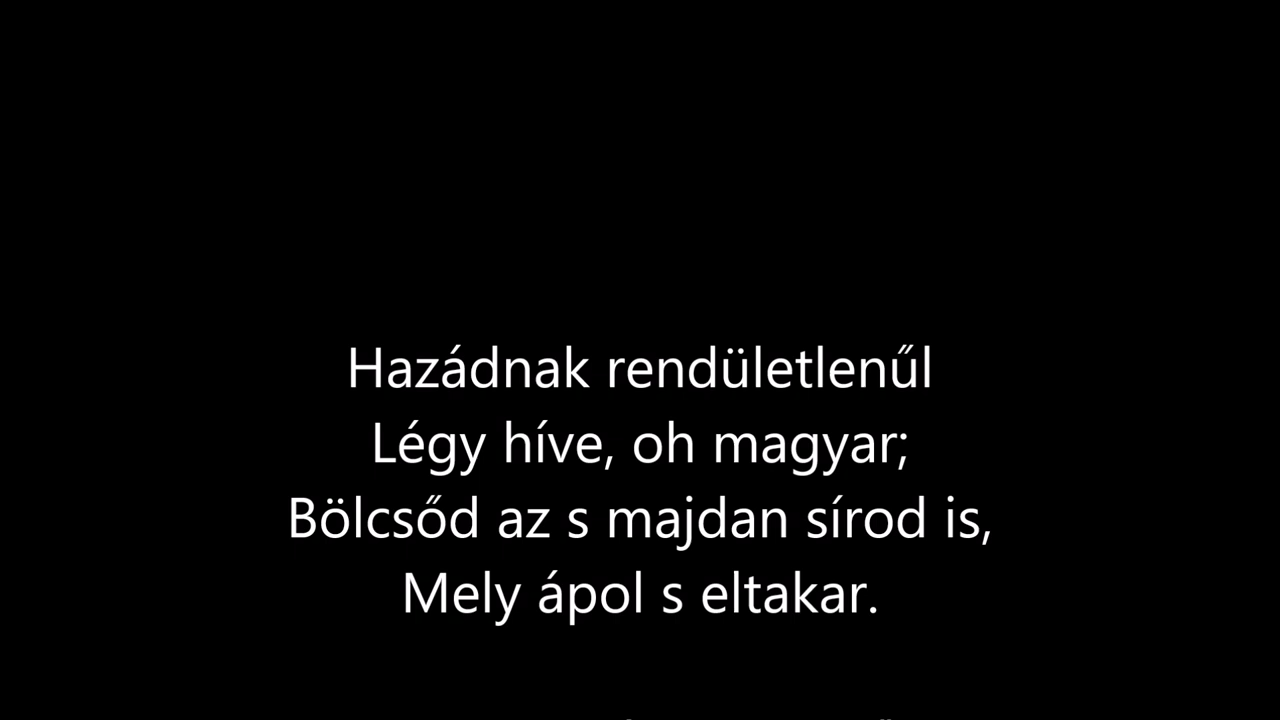 Hazádnak rendületlenűl
Légy híve, oh magyar;
Bölcsőd az s majdan sírod is,
Mely ápol s eltakar.